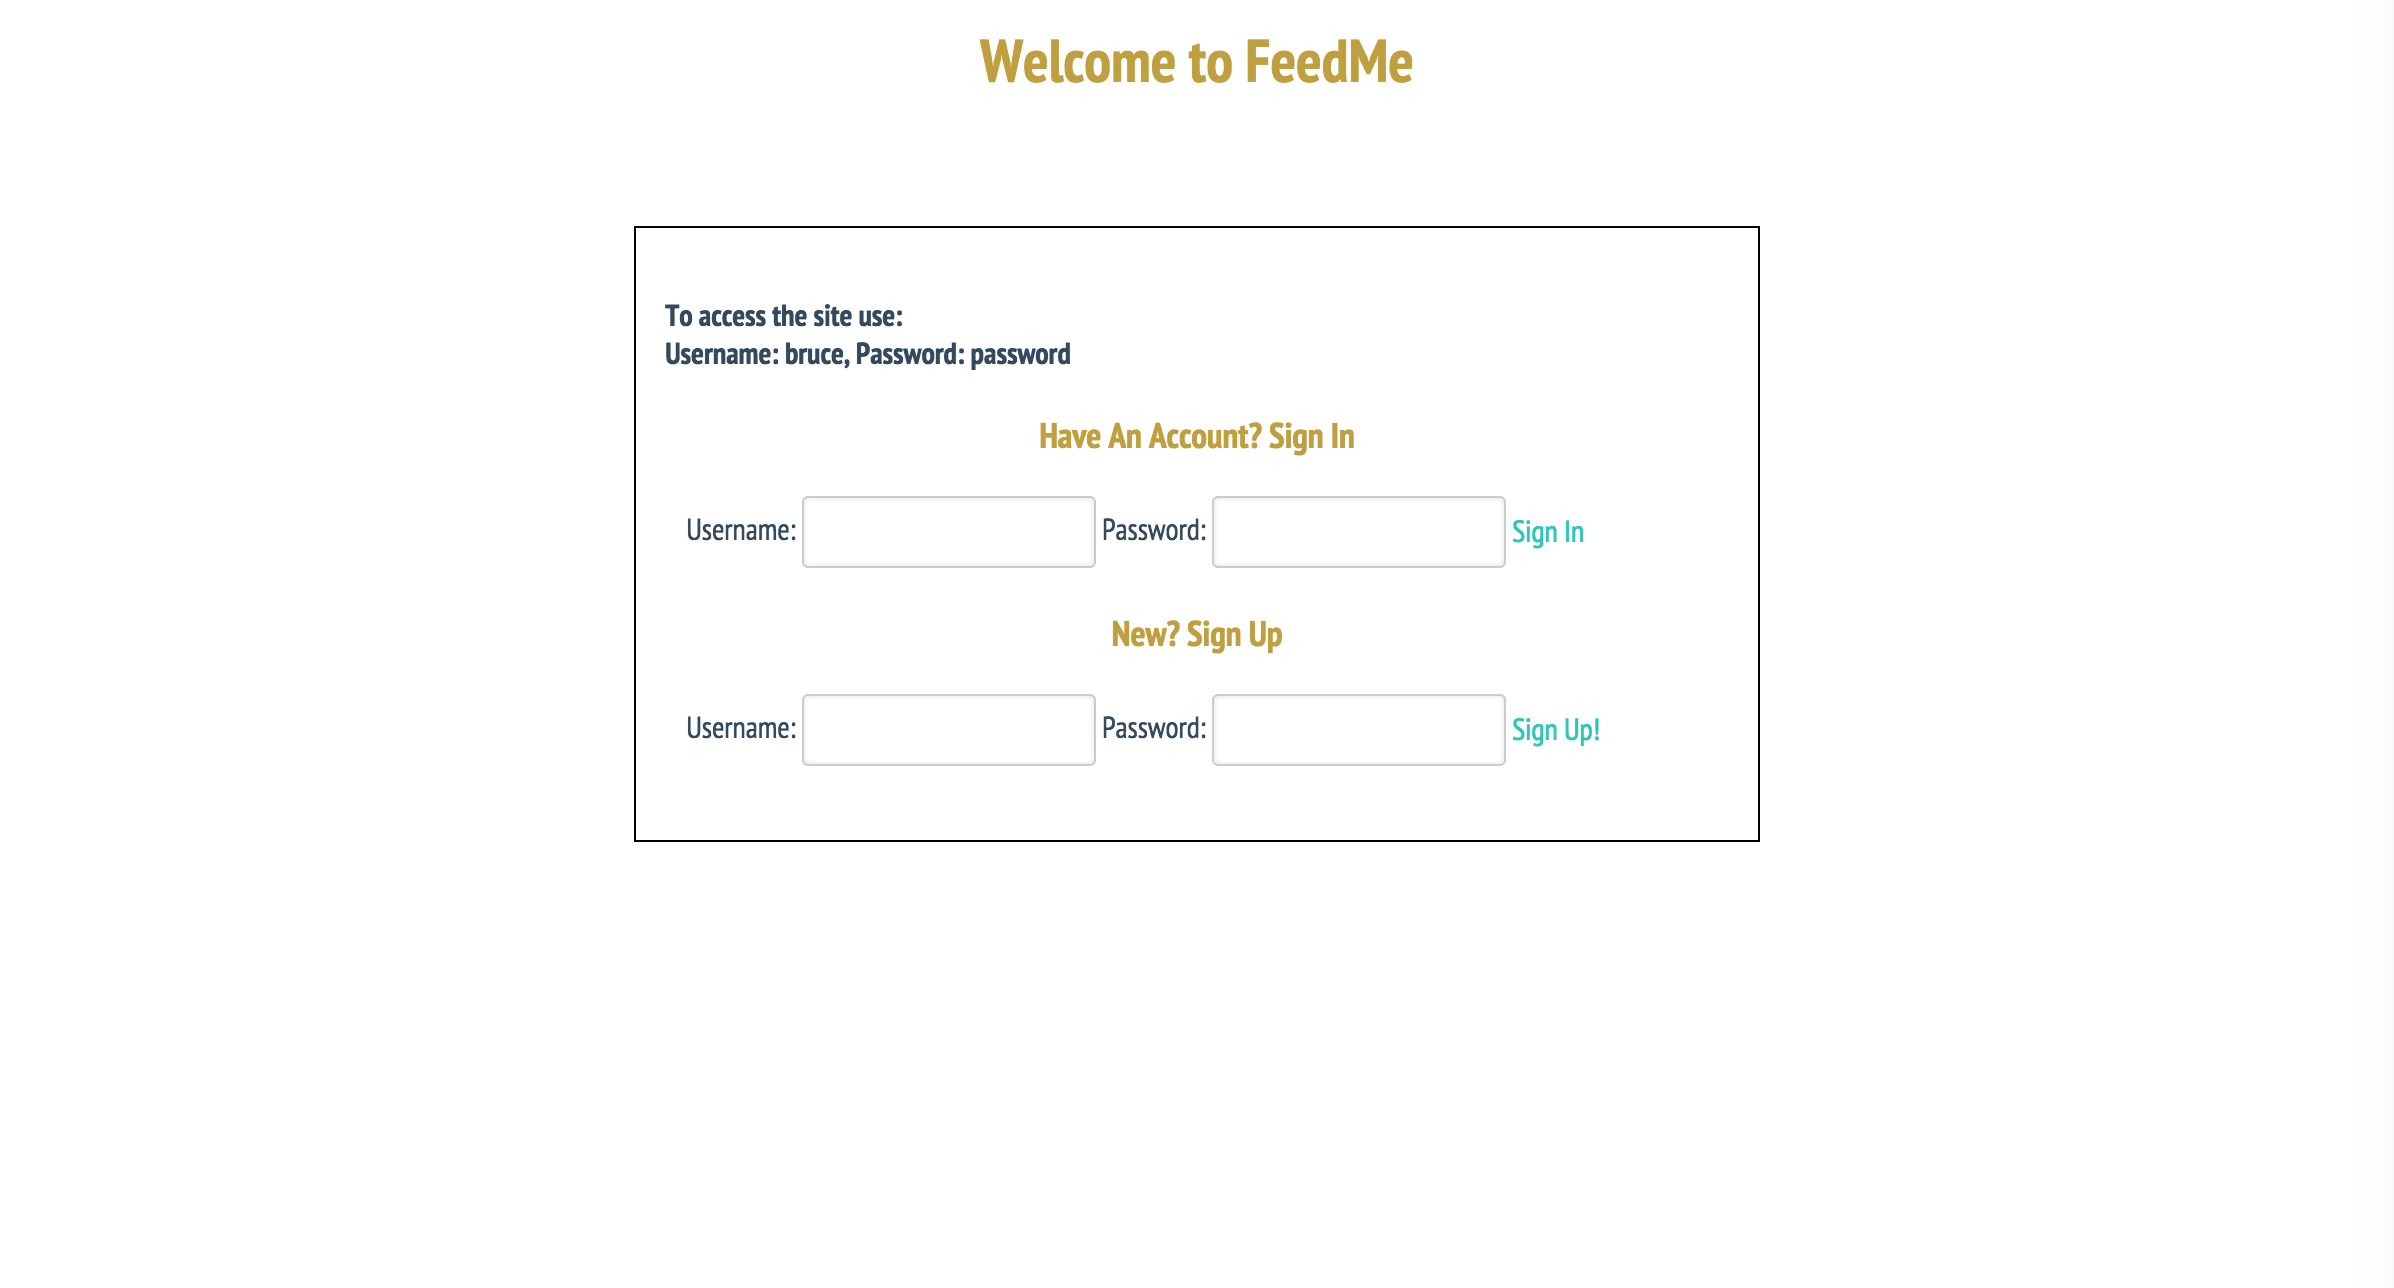 Welcome to FeedMe
To access the site use:
Username: bruce, Password: password
Have An Account? Sign In
Username: Password: Sign In
New? Sign Up
Username: Password: Sign Up!